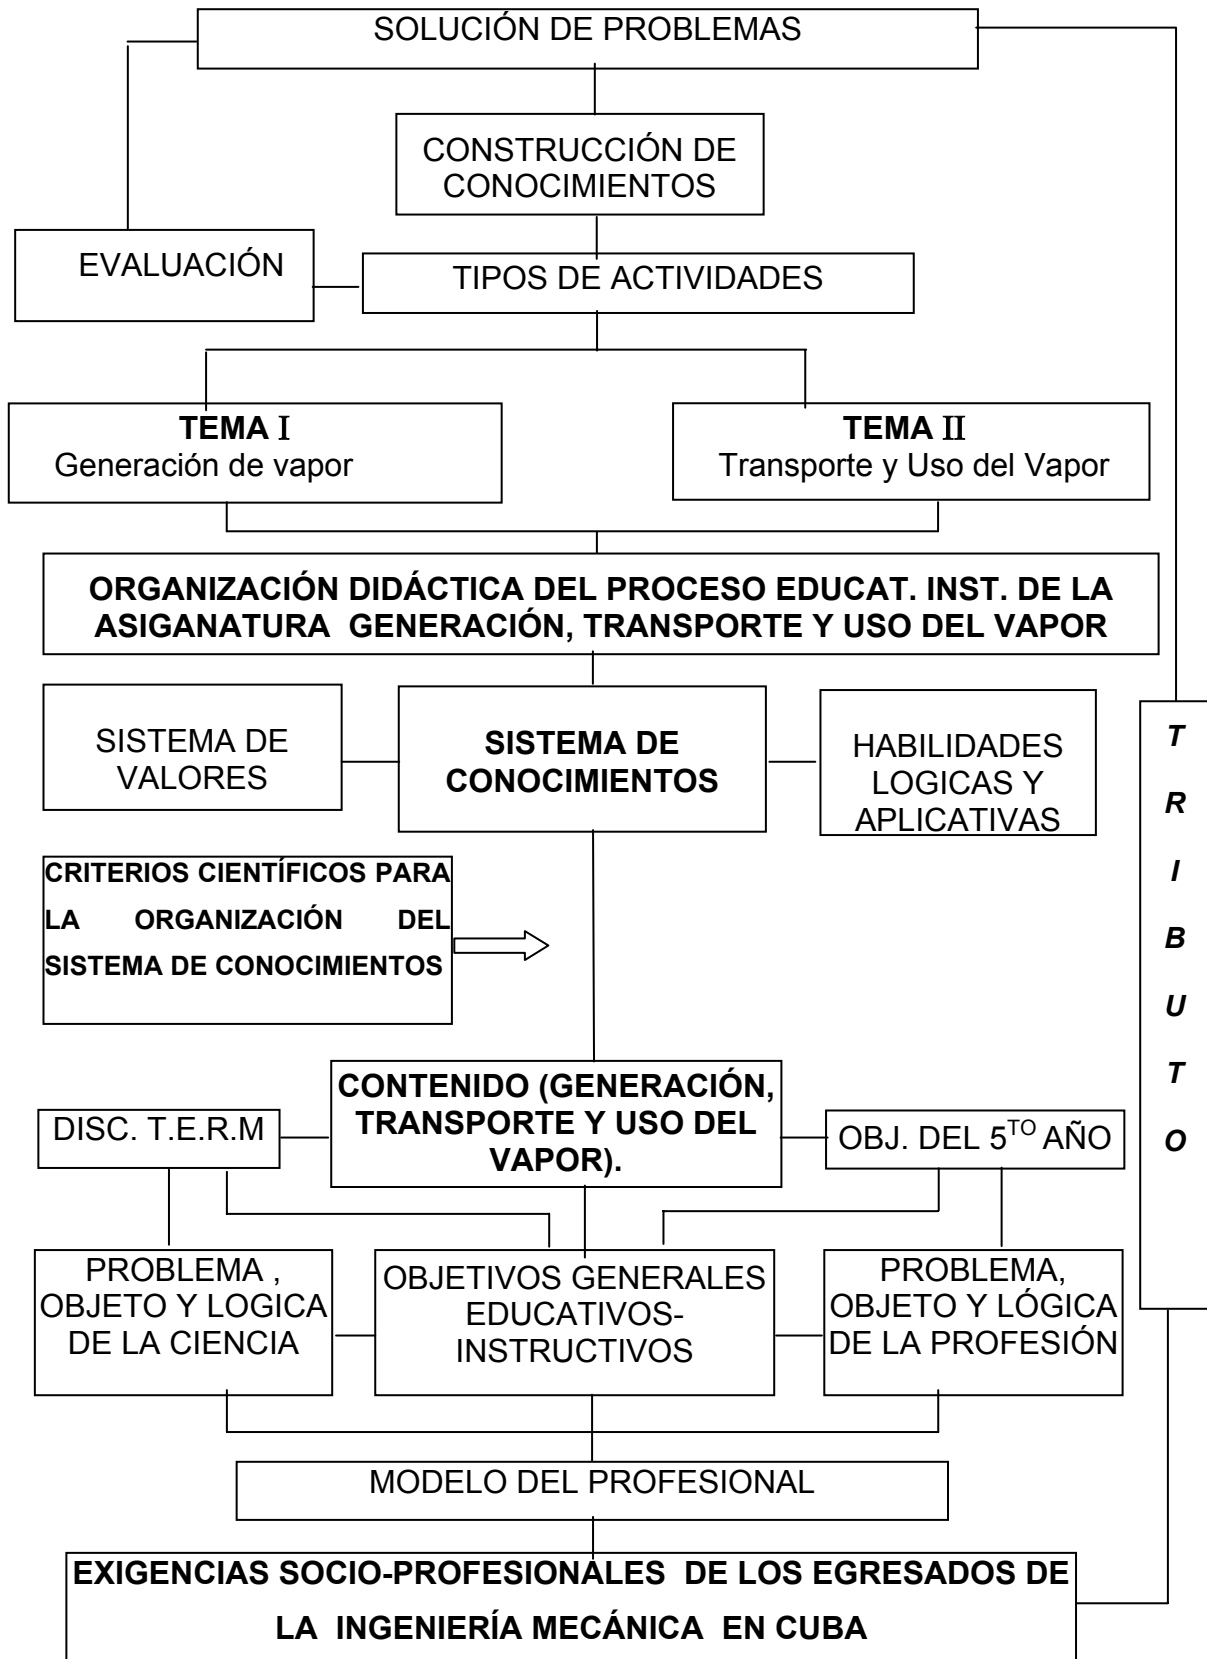 SOLUCIÓN DE PROBLEMAS
CONSTRUCCIÓN DE
CONOCIMIENTOS
EVALUACIÓN
TIPOS DE ACTIVIDADES
TEMA I
Generación de vapor
TEMA II
Transporte y Uso del Vapor
ORGANIZACIÓN DIDÁCTICA DEL PROCESO EDUCAT. INST. DE LA
ASIGANATURA GENERACIÓN, TRANSPORTE Y USO DEL VAPOR
SISTEMA DE
VALORES
SISTEMA DE
CONOCIMIENTOS
HABILIDADES
LOGICAS Y
APLICATIVAS
T
R
I
B
U
T
O
CRITERIOS CIENTÍFICOS PARA
LA ORGANIZACIÓN DEL
SISTEMA DE CONOCIMIENTOS
CONTENIDO (GENERACIÓN,
TRANSPORTE Y USO DEL
VAPOR).
DISC. T.E.R.M
OBJ. DEL 5TO AÑO
PROBLEMA ,
OBJETO Y LOGICA
DE LA CIENCIA
OBJETIVOS GENERALES
EDUCATIVOS-
INSTRUCTIVOS
PROBLEMA,
OBJETO Y LÓGICA
DE LA PROFESIÓN
MODELO DEL PROFESIONAL
EXIGENCIAS SOCIO-PROFESIONALES DE LOS EGRESADOS DE
LA INGENIERÍA MECÁNICA EN CUBA